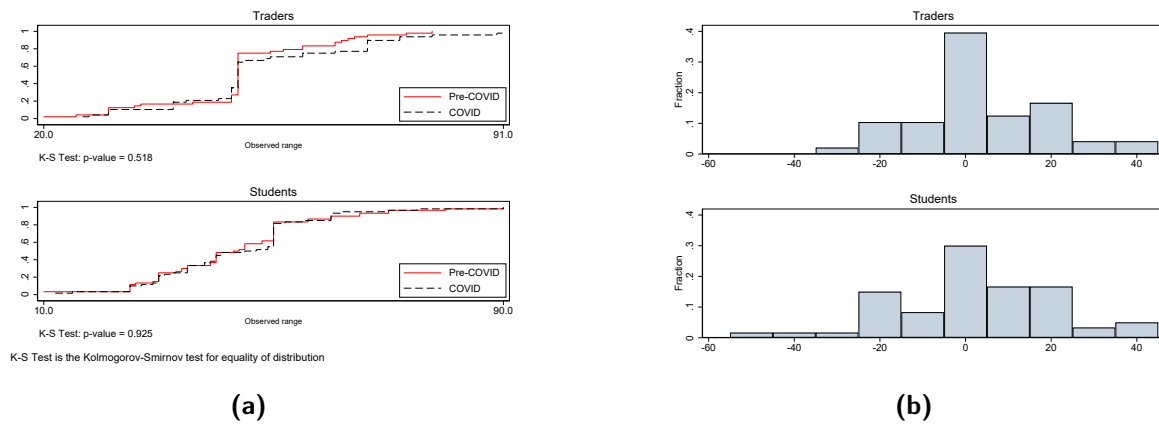 Traders
0 .2 .4 .6 .8 1
Pre-COVID
COVID
20.0 91.0
Observed range
K-S Test: p-value = 0.518
Students
0 .2 .4 .6 .8 1
Pre-COVID
COVID
10.0 90.0
Observed range
K-S Test: p-value = 0.925
K-S Test is the Kolmogorov-Smirnov test for equality of distribution
(a)
Traders
Fraction
0 .1 .2 .3 .4
-60 -40 -20 0 20 40
Students
Fraction
0 .1 .2 .3 .4
-60 -40 -20 0 20 40
(b)